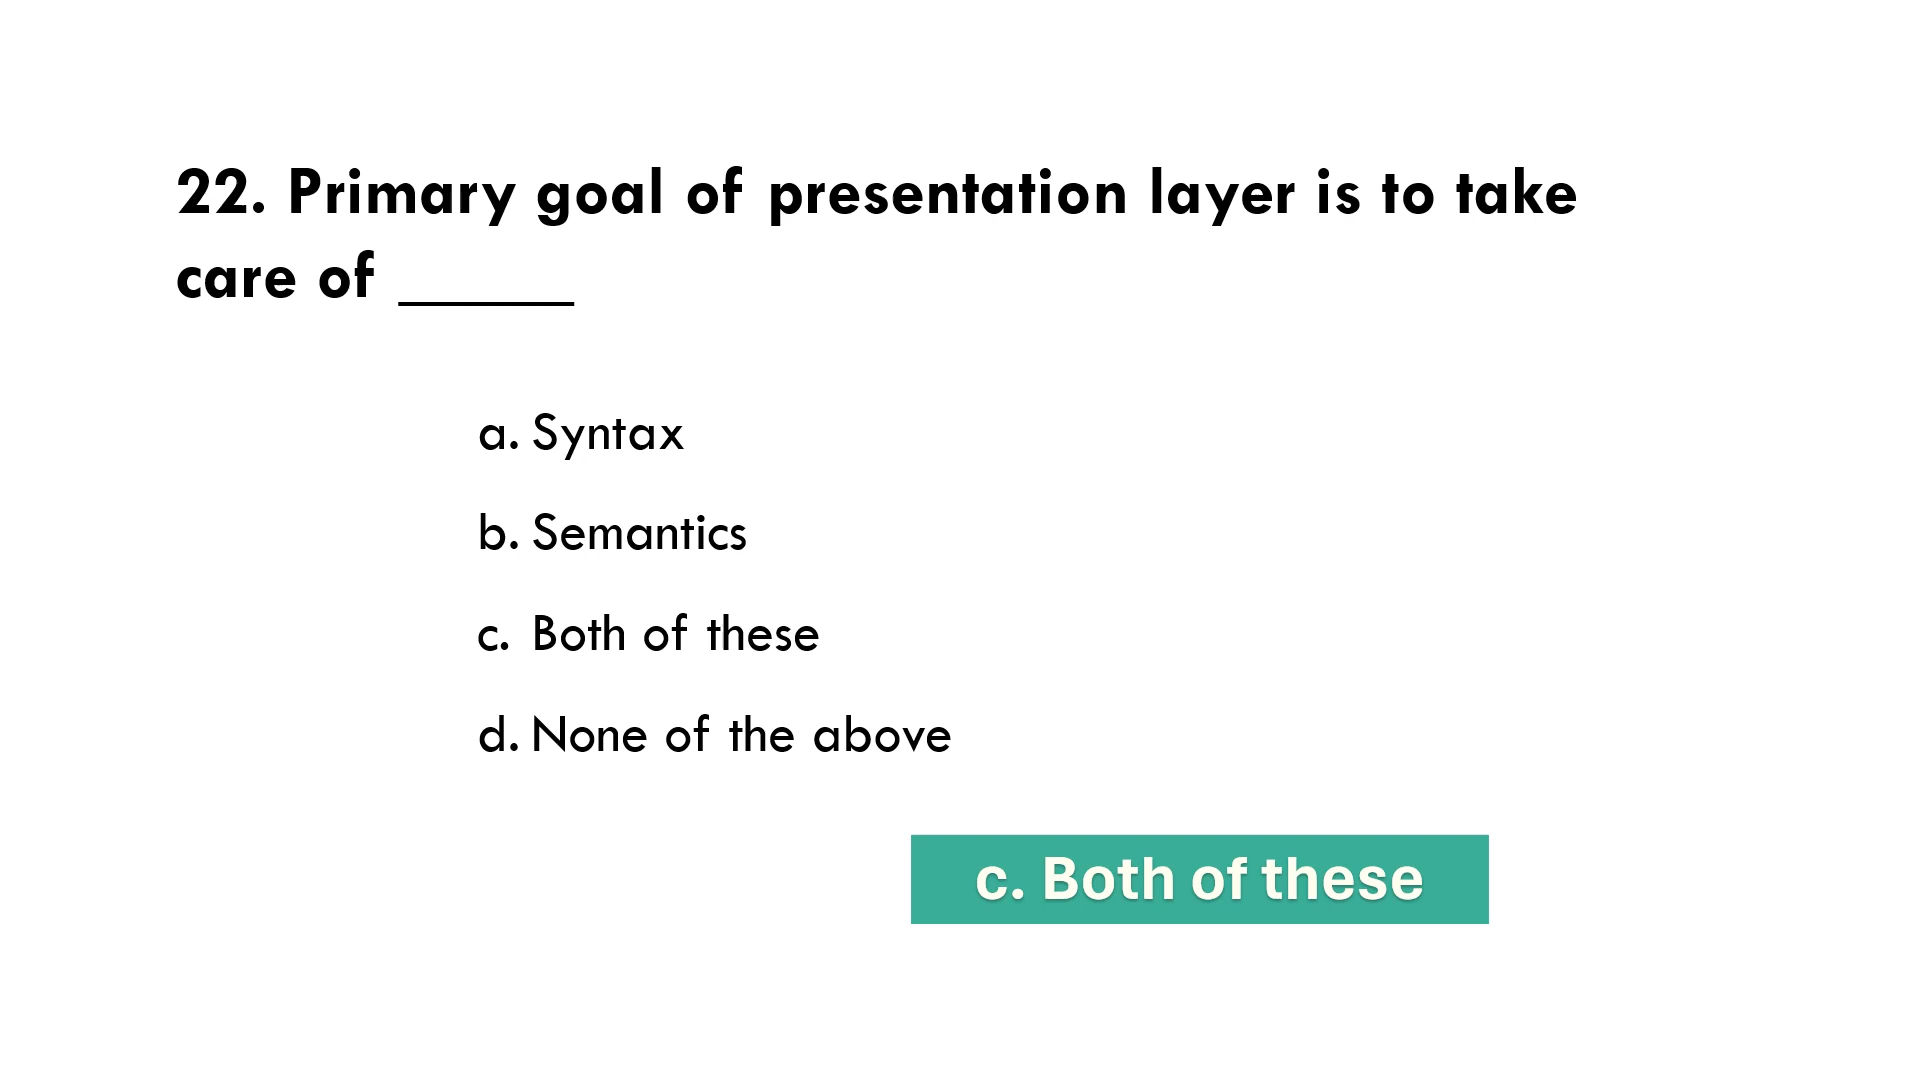 22. Primary goal of presentation layer is to take
care of ______
a. Syntax
b. Semantics
c. Both of these
d. None of the above
c. Both of these